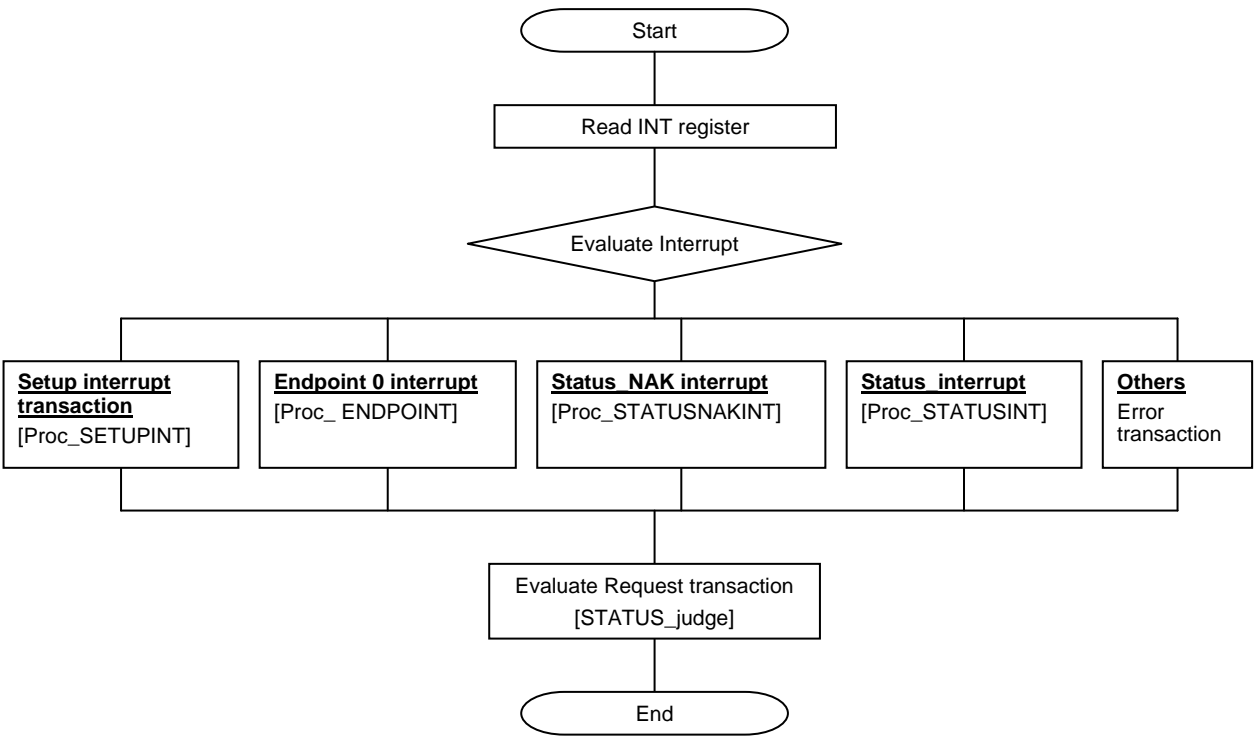 Start
Read INT register
Evaluate Interrupt
Setup interrupt
transaction
[Proc_SETUPINT]
Endpoint 0 interrupt
[Proc_ ENDPOINT]
Status_NAK interrupt
[Proc_STATUSNAKINT]
Status_interrupt
[Proc_STATUSINT]
Others
Error
transaction
Evaluate Request transaction
[STATUS_judge]
End